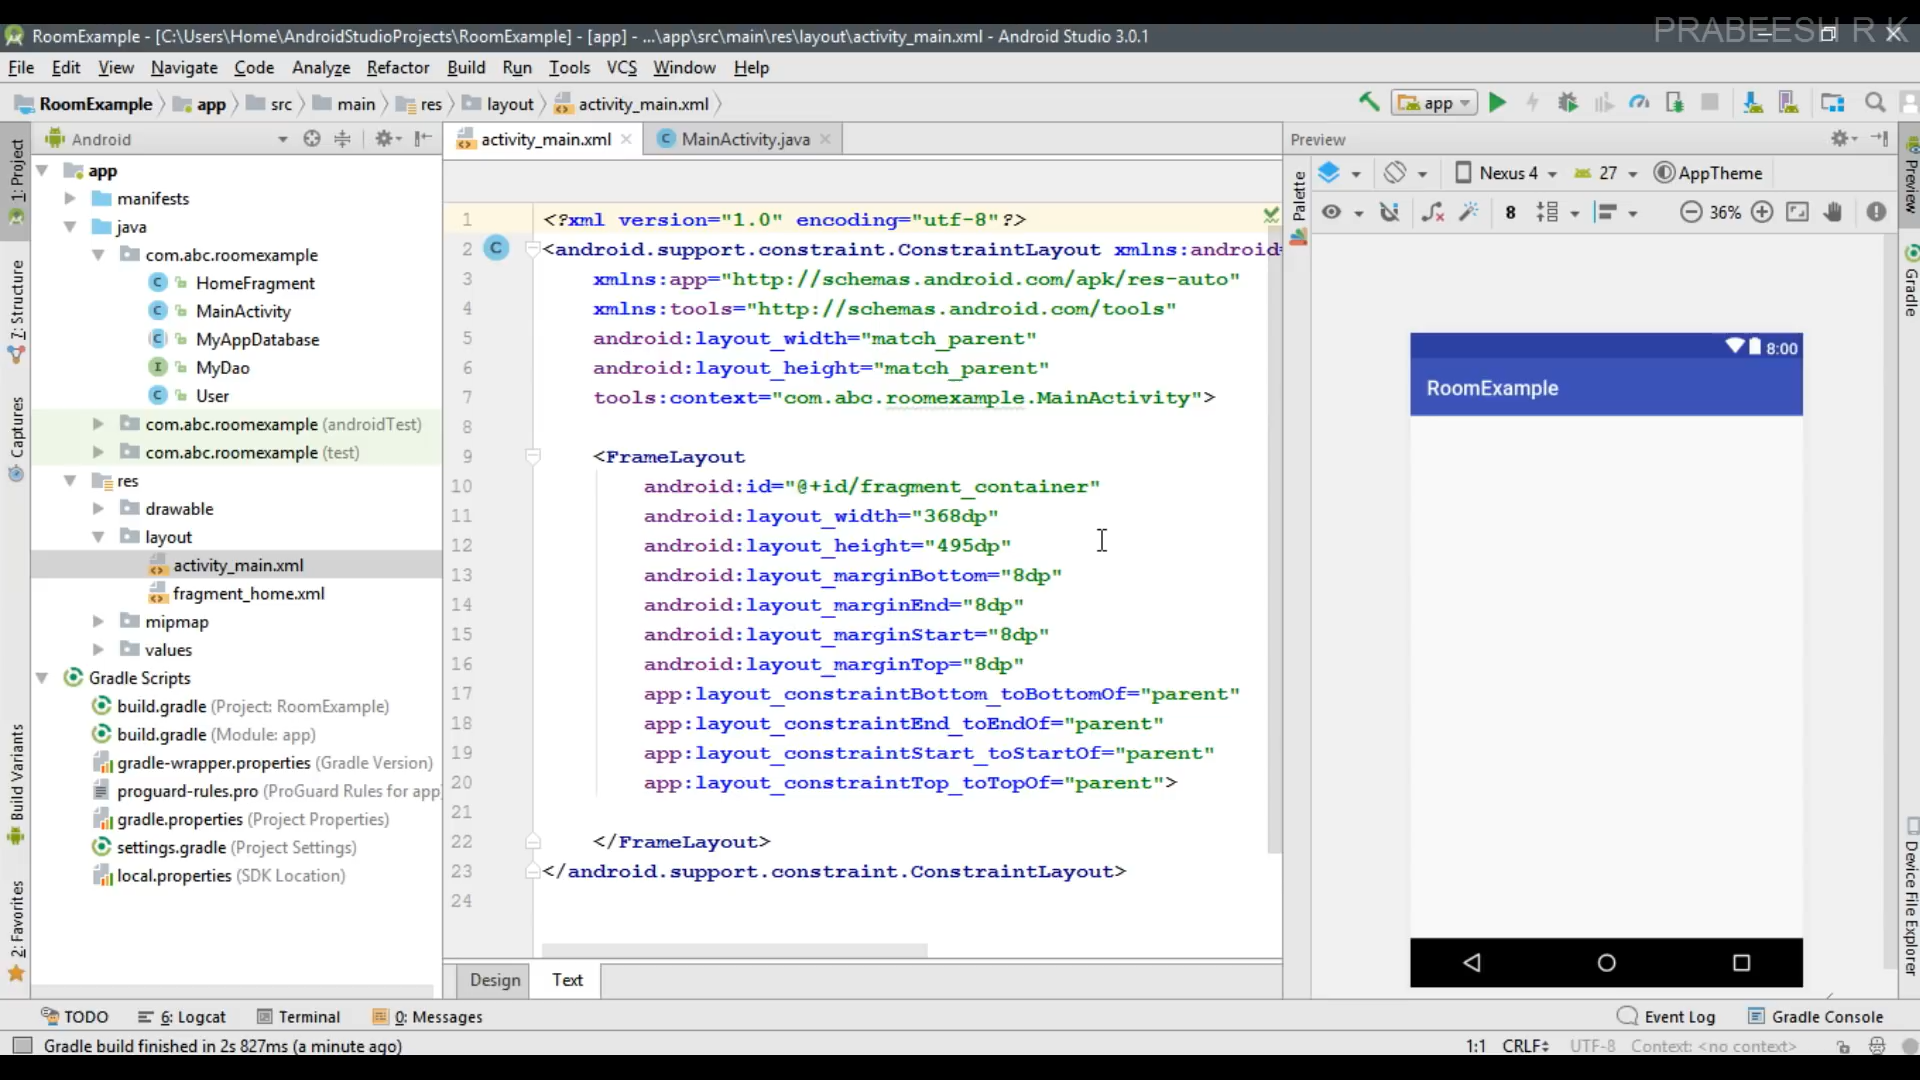 PRABEESH R K
RoomExample - [C:\Users\Home\AndroidStudioProjects\RoomExample] - [app] - ...\app\src\main\res\layout\activity_main.xml - Android Studio 3.0.1
File Edit View Navigate Code Analyze Refactor Build Run Tools VCS Window Help
RoomExample app src main res layout activity_main.xml
app
Android
activity_main.xml
MainActivity.java
Preview
1: Project
7: Structure
Captures
Build Variants
2: Favorites
app
manifests
java
com.abc.roomexample
HomeFragment
MainActivity
MyAppDatabase
MyDao
User
com.abc.roomexample (androidTest)
com.abc.roomexample (test)
res
drawable
layout
activity_main.xml
fragment_home.xml
mipmap
values
Gradle Scripts
build.gradle (Project: RoomExample)
build.gradle (Module: app)
gradle-wrapper.properties (Gradle Version)
proguard-rules.pro (ProGuard Rules for app
gradle.properties (Project Properties)
settings.gradle (Project Settings)
local.properties (SDK Location)
1 <?xml version="1.0" encoding="utf-8"?>
2 <android.support.constraint.ConstraintLayout xmlns:android=
3 xmlns:app="http://schemas.android.com/apk/res-auto"
4 xmlns:tools="http://schemas.android.com/tools"
5 android:layout_width="match_parent"
6 android:layout_height="match_parent"
7 tools:context="com.abc.roomexample.MainActivity">
8
9 <FrameLayout
10 android:id="@+id/fragment_container"
11 android:layout_width="368dp"
12 android:layout_height="495dp"
13 android:layout_marginBottom="8dp"
14 android:layout_marginEnd="8dp"
15 android:layout_marginStart="8dp"
16 android:layout_marginTop="8dp"
17 app:layout_constraintBottom_toBottomOf="parent"
18 app:layout_constraintEnd_toEndOf="parent"
19 app:layout_constraintStart_toStartOf="parent"
20 app:layout_constraintTop_toTopOf="parent">
21
22 </FrameLayout>
23 </android.support.constraint.ConstraintLayout>
24
Design Text
Palette
Nexus 4 27 AppTheme
8 36%
8:00
RoomExample
Preview
Gradle
Device File Explorer
TODO 6: Logcat Terminal 0: Messages
Event Log Gradle Console
Gradle build finished in 2s 827ms (a minute ago)
1:1 CRLF UTF-8 Context: <no context>